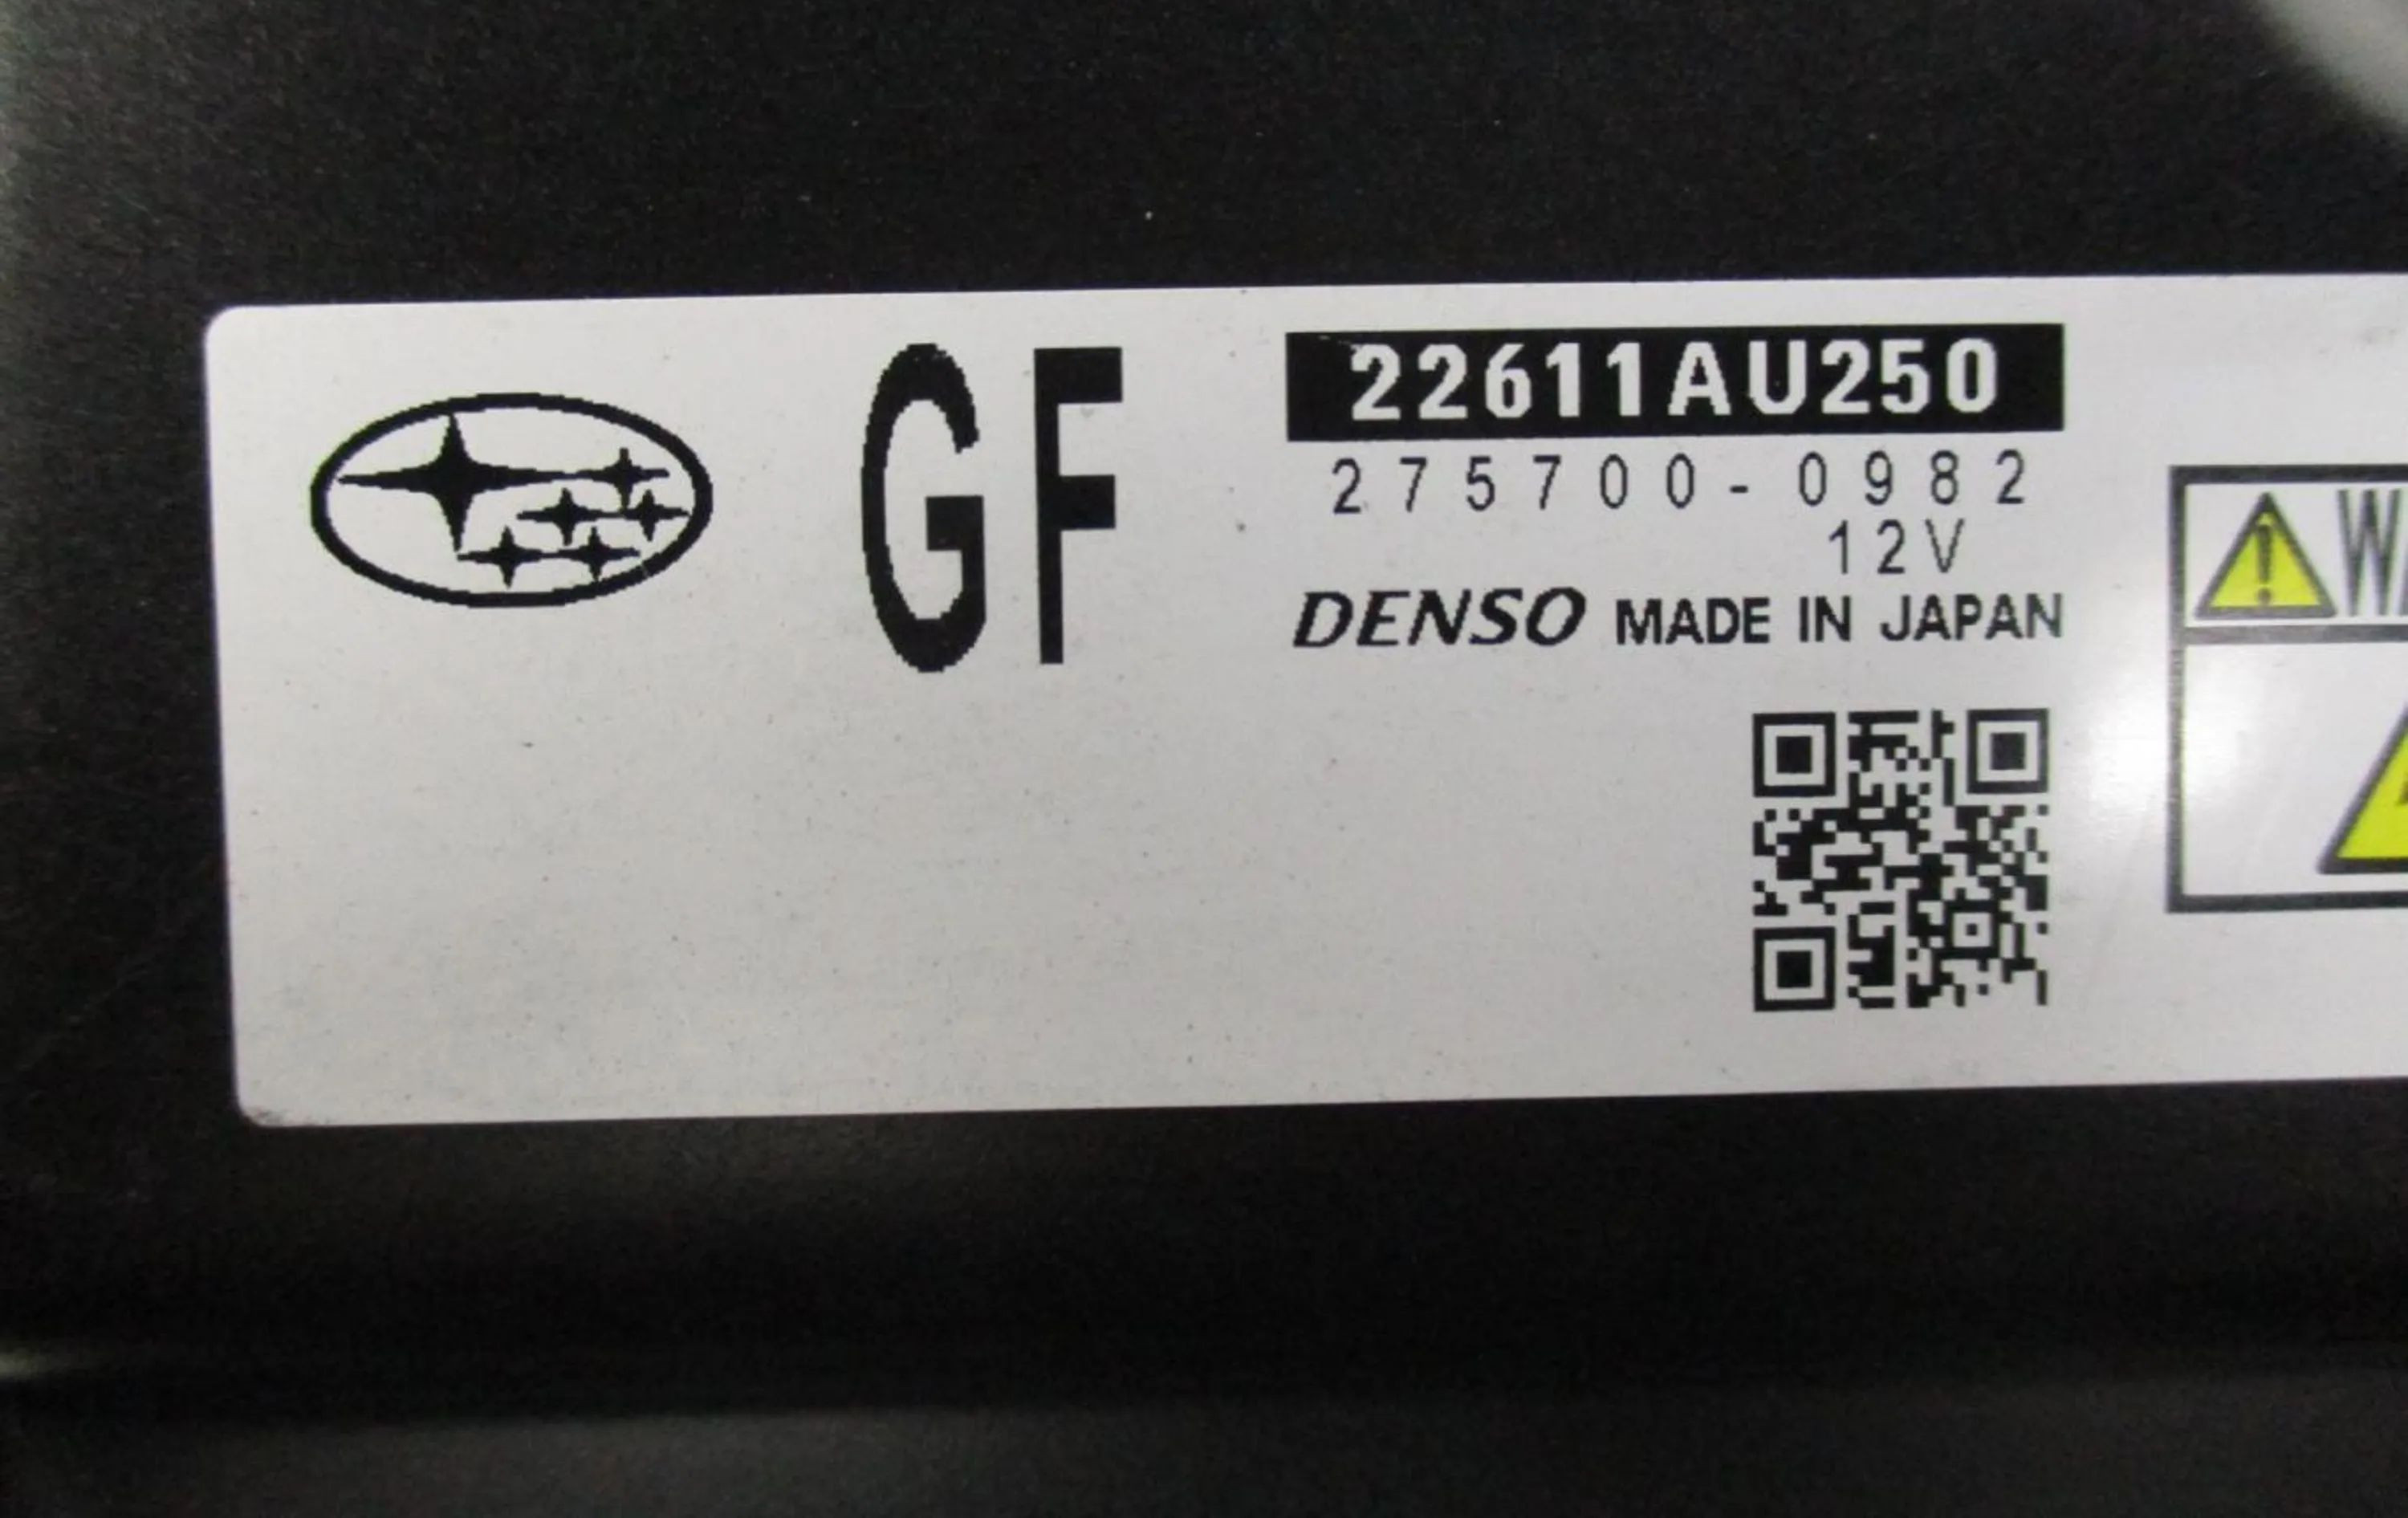 GF
22611AU250
275700-0982
12V
DENSO MADE IN JAPAN